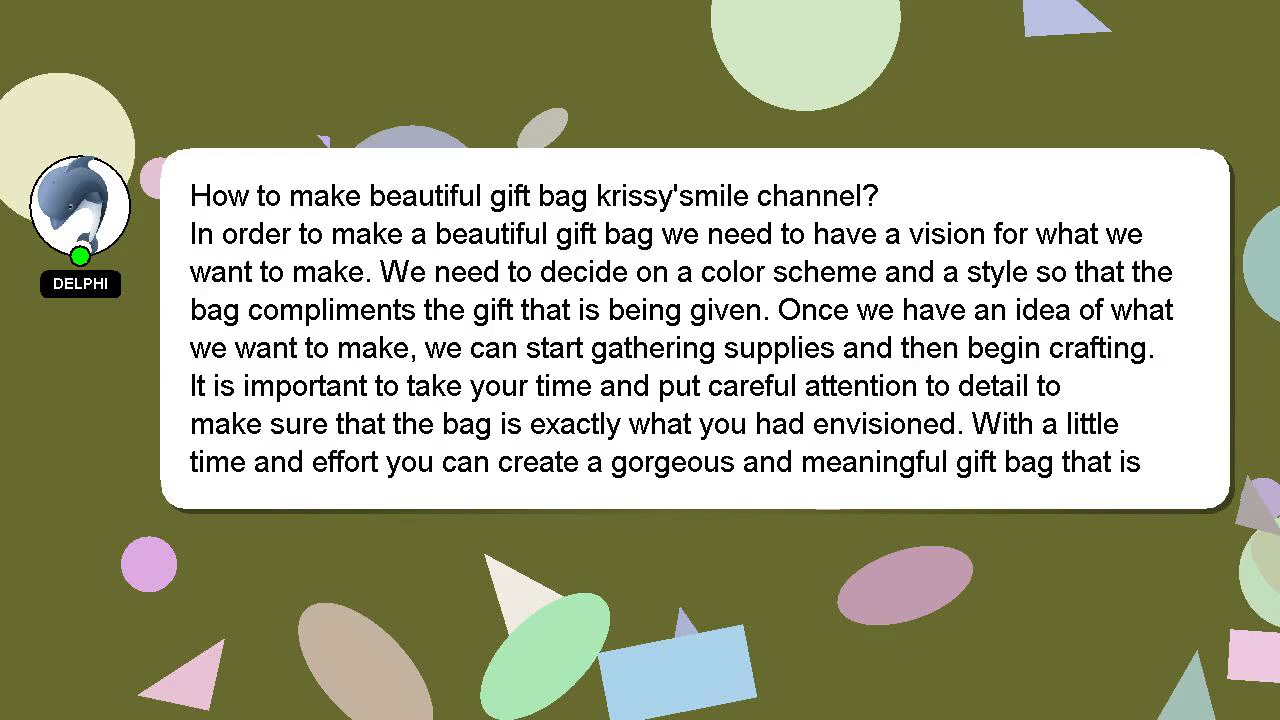 How to make beautiful gift bag krissy'smile channel?
In order to make a beautiful gift bag we need to have a vision for what we
want to make. We need to decide on a color scheme and a style so that the
bag compliments the gift that is being given. Once we have an idea of what
we want to make, we can start gathering supplies and then begin crafting.
It is important to take your time and put careful attention to detail to
make sure that the bag is exactly what you had envisioned. With a little
time and effort you can create a gorgeous and meaningful gift bag that is
DELPHI